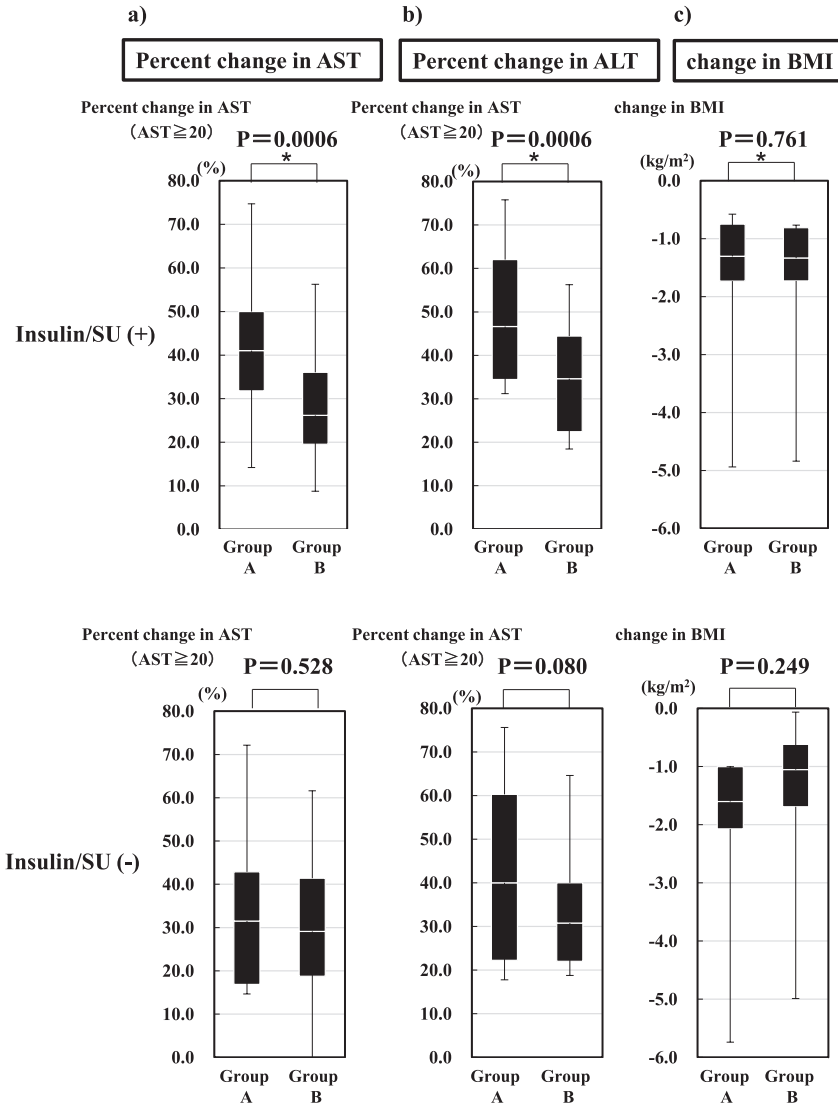 a)
b)
c)
Percent change in AST
Percent change in ALT
change in BMI
Percent change in AST
(AST≧20)
P=0.0006
*
(%)
80.0
70.0
60.0
50.0
40.0
30.0
20.0
10.0
0.0
Group
A
Group
B
Percent change in AST
(AST≧20)
P=0.0006
*
(%)
80.0
70.0
60.0
50.0
40.0
30.0
20.0
10.0
0.0
Group
A
Group
B
change in BMI
P=0.761
*
(kg/m²)
0.0
-1.0
-2.0
-3.0
-4.0
-5.0
-6.0
Group
A
Group
B
Insulin/SU (+)
Percent change in AST
(AST≧20)
P=0.528
(%)
80.0
70.0
60.0
50.0
40.0
30.0
20.0
10.0
0.0
Group
A
Group
B
Percent change in AST
(AST≧20)
P=0.080
(%)
80.0
70.0
60.0
50.0
40.0
30.0
20.0
10.0
0.0
Group
A
Group
B
change in BMI
P=0.249
(kg/m²)
0.0
-1.0
-2.0
-3.0
-4.0
-5.0
-6.0
Group
A
Group
B
Insulin/SU (-)